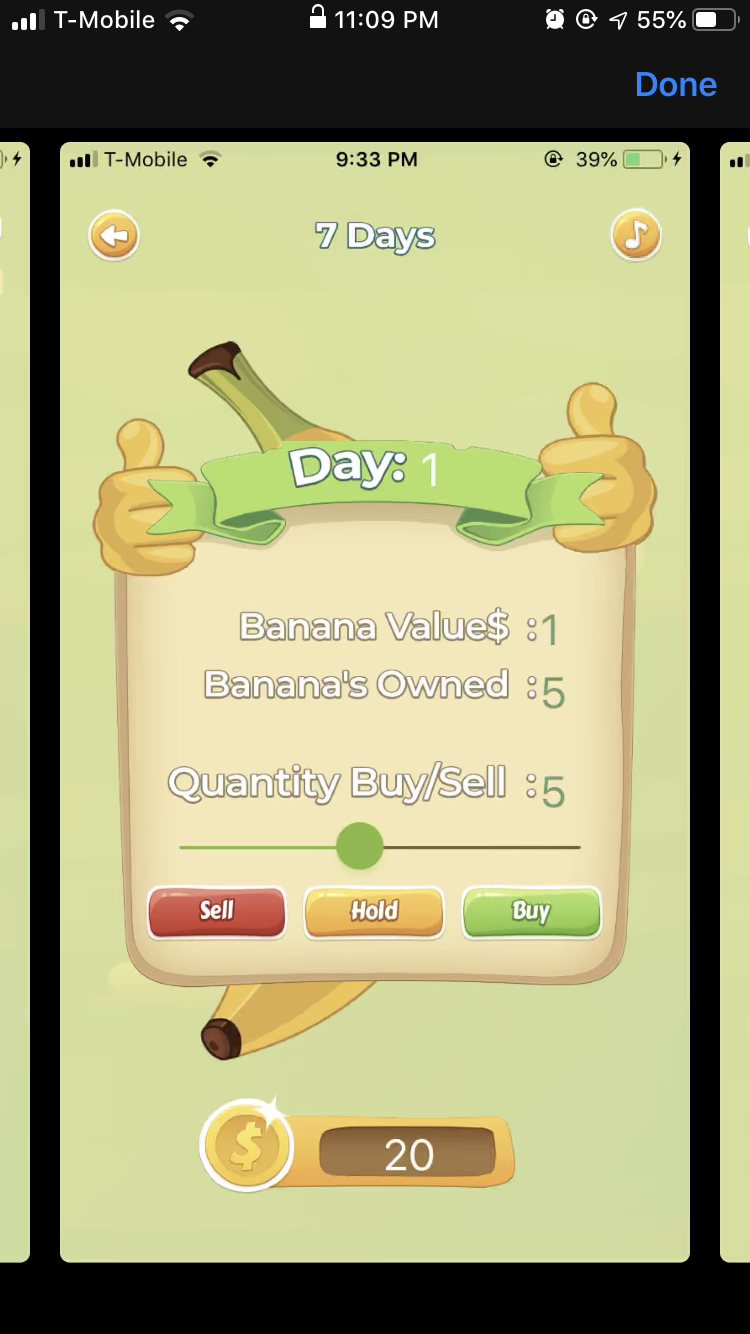 T-Mobile 11:09 PM 55%
Done
T-Mobile 9:33 PM 39%
7 Days
Day: 1
Banana Value$ :1
Banana's Owned :5
Quantity Buy/Sell :5
Sell Hold Buy
$ 20